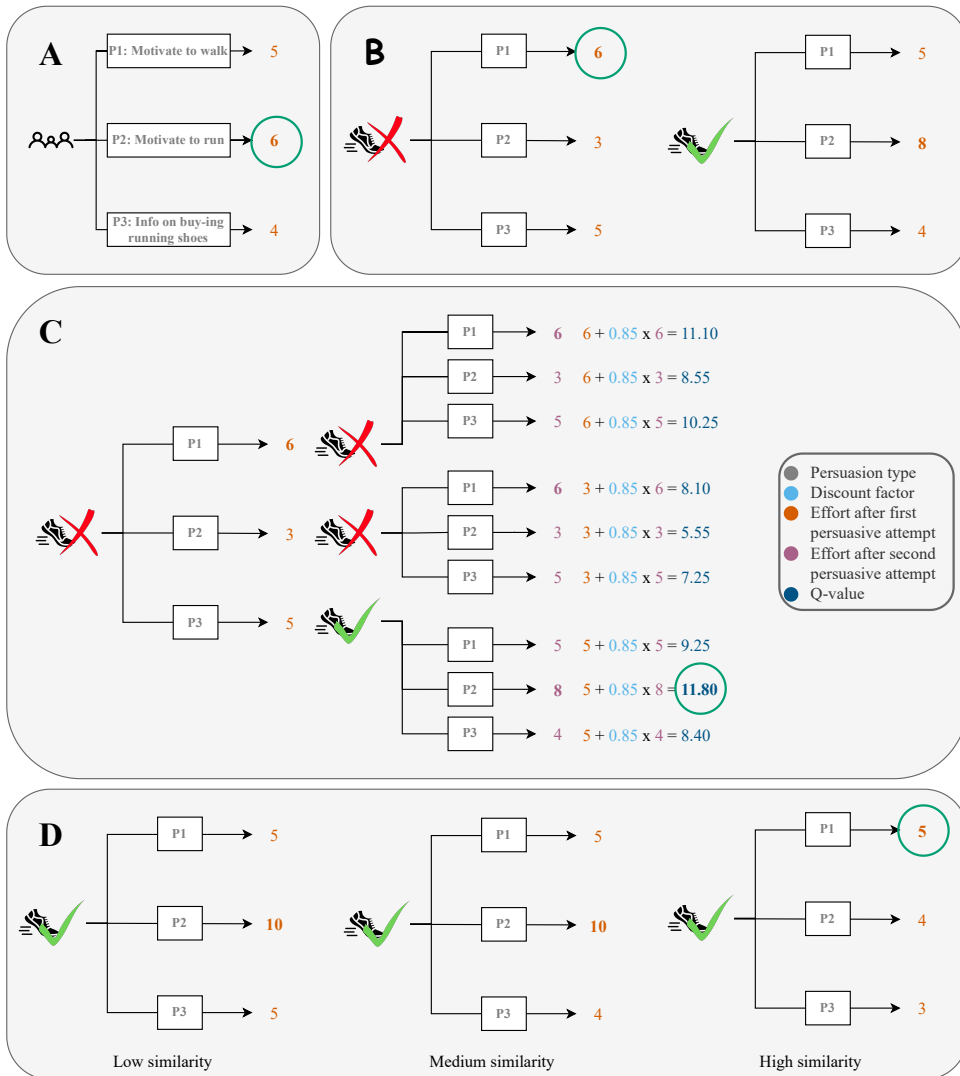 A
P1: Motivate to walk
5
P2: Motivate to run
6
P3: Info on buy-ing
running shoes
4
B
P1
6
P2
3
P3
5
P1
5
P2
8
P3
4
C
P1
6
P2
3
P3
5
P1
6 6 + 0.85 x 6 = 11.10
P2
3 6 + 0.85 x 3 = 8.55
P3
5 6 + 0.85 x 5 = 10.25
P1
6 3 + 0.85 x 6 = 8.10
P2
3 3 + 0.85 x 3 = 5.55
P3
5 3 + 0.85 x 5 = 7.25
P1
5 5 + 0.85 x 5 = 9.25
P2
8 5 + 0.85 x 8 = 11.80
P3
4 5 + 0.85 x 4 = 8.40
Persuasion type
Discount factor
Effort after first
persuasive attempt
Effort after second
persuasive attempt
Q-value
D
P1
5
P2
10
P3
5
Low similarity
P1
5
P2
10
P3
4
Medium similarity
P1
5
P2
4
P3
3
High similarity